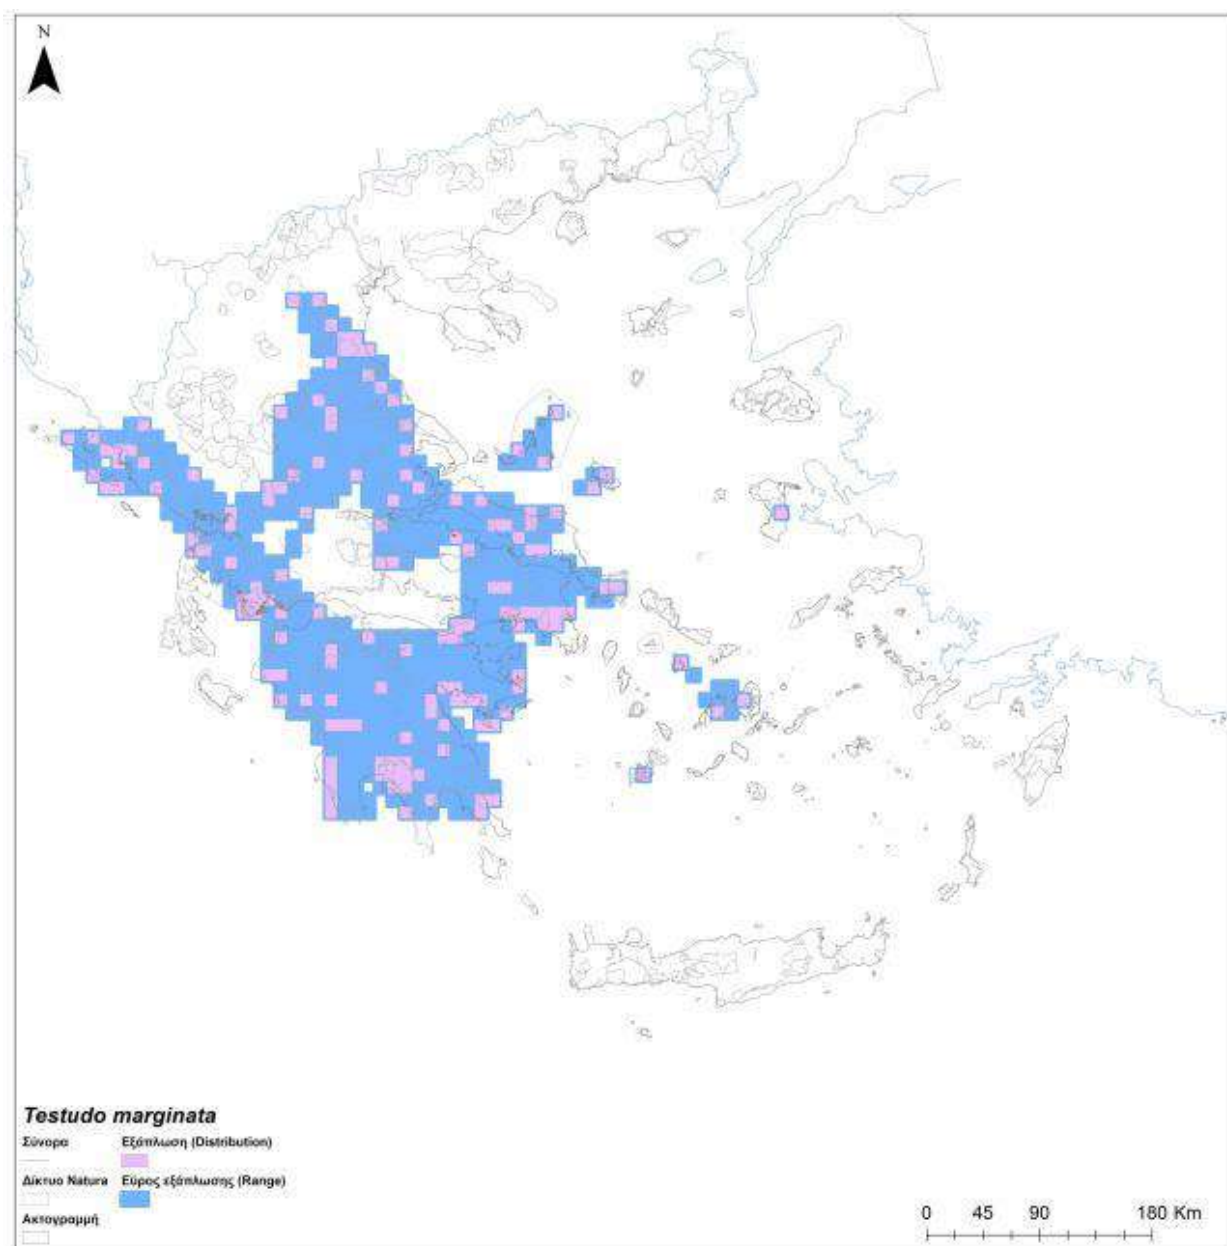 N
Testudo marginata
Σύνορα Εξάπλωση (Distribution)
Δίκτυο Natura Εύρος εξάπλωσης (Range)
Ακτογραμμή
0 45 90 180 Km